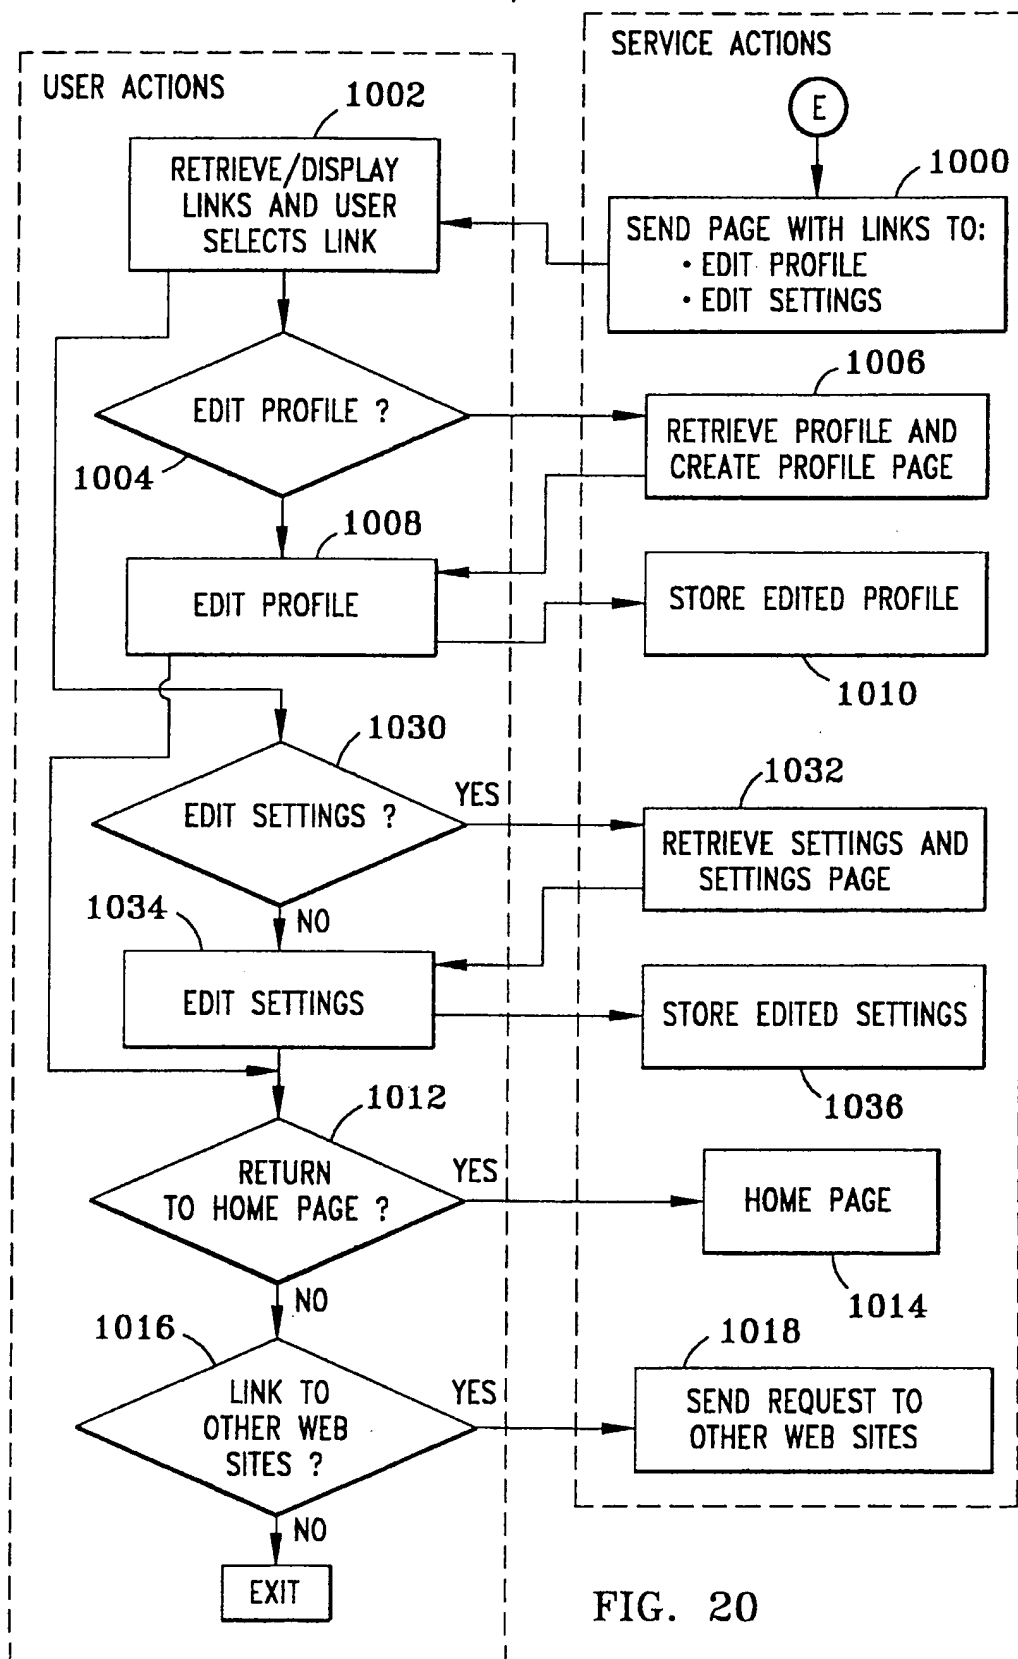 SERVICE ACTIONS
USER ACTIONS
1002
E
RETRIEVE/DISPLAY
LINKS AND USER
SELECTS LINK
1000
SEND PAGE WITH LINKS TO:
• EDIT PROFILE
• EDIT SETTINGS
1006
EDIT PROFILE ?
1004
RETRIEVE PROFILE AND
CREATE PROFILE PAGE
1008
EDIT PROFILE
STORE EDITED PROFILE
1010
1030
EDIT SETTINGS ?
YES
1032
RETRIEVE SETTINGS AND
SETTINGS PAGE
NO
1034
EDIT SETTINGS
STORE EDITED SETTINGS
1036
1012
RETURN
TO HOME PAGE ?
YES
HOME PAGE
1014
NO
1016
LINK TO
OTHER WEB
SITES ?
YES
1018
SEND REQUEST TO
OTHER WEB SITES
NO
EXIT
FIG. 20